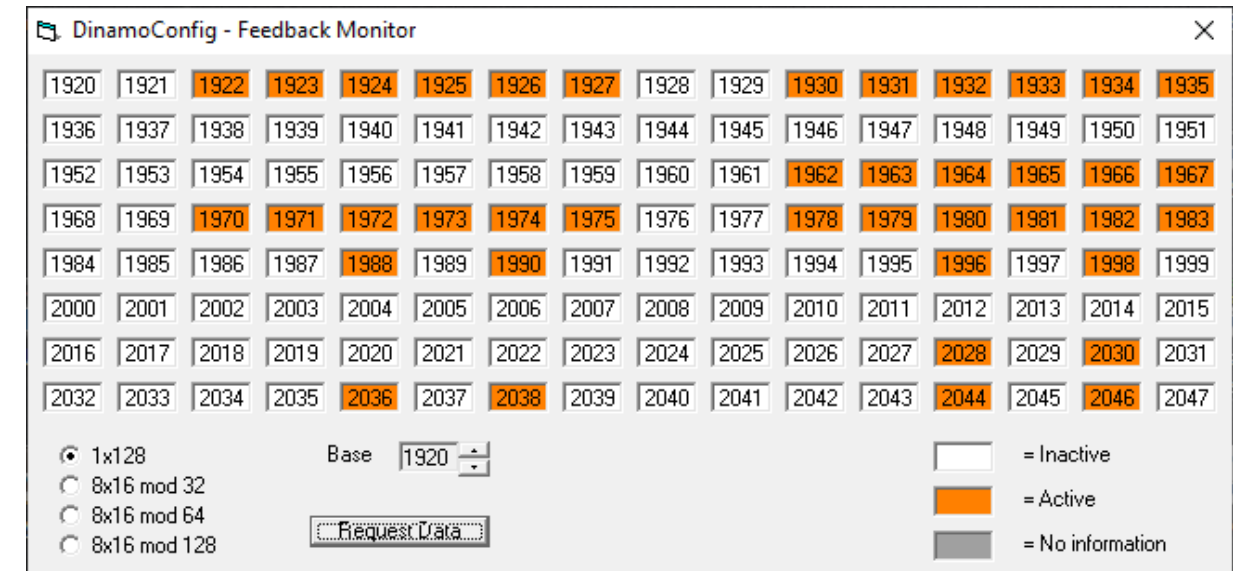 DinamoConfig - Feedback Monitor
1920 1921 1922 1923 1924 1925 1926 1927 1928 1929 1930 1931 1932 1933 1934 1935
1936 1937 1938 1939 1940 1941 1942 1943 1944 1945 1946 1947 1948 1949 1950 1951
1952 1953 1954 1955 1956 1957 1958 1959 1960 1961 1962 1963 1964 1965 1966 1967
1968 1969 1970 1971 1972 1973 1974 1975 1976 1977 1978 1979 1980 1981 1982 1983
1984 1985 1986 1987 1988 1989 1990 1991 1992 1993 1994 1995 1996 1997 1998 1999
2000 2001 2002 2003 2004 2005 2006 2007 2008 2009 2010 2011 2012 2013 2014 2015
2016 2017 2018 2019 2020 2021 2022 2023 2024 2025 2026 2027 2028 2029 2030 2031
2032 2033 2034 2035 2036 2037 2038 2039 2040 2041 2042 2043 2044 2045 2046 2047
1x128 Base 1920 = Inactive
8x16 mod 32
8x16 mod 64 = Active
Request Data
8x16 mod 128 = No information